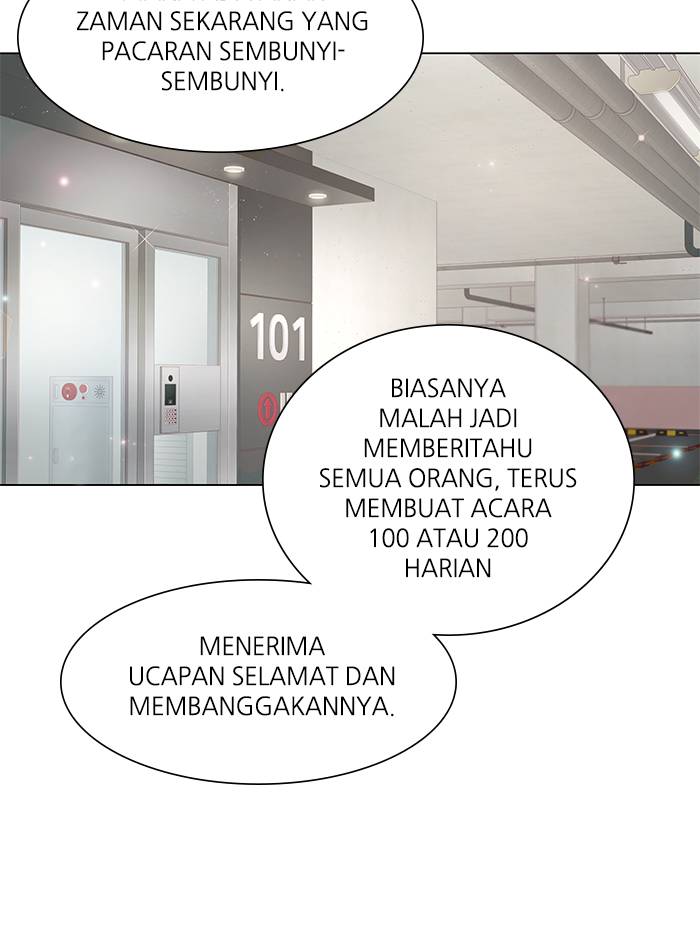 ZAMAN SEKARANG YANG
PACARAN SEMBUNYI-
SEMBUNYI.
101
BIASANYA
MALAH JADI
MEMBERITAHU
SEMUA ORANG, TERUS
MEMBUAT ACARA
100 ATAU 200
HARIAN
MENERIMA
UCAPAN SELAMAT DAN
MEMBANGGAKANNYA.